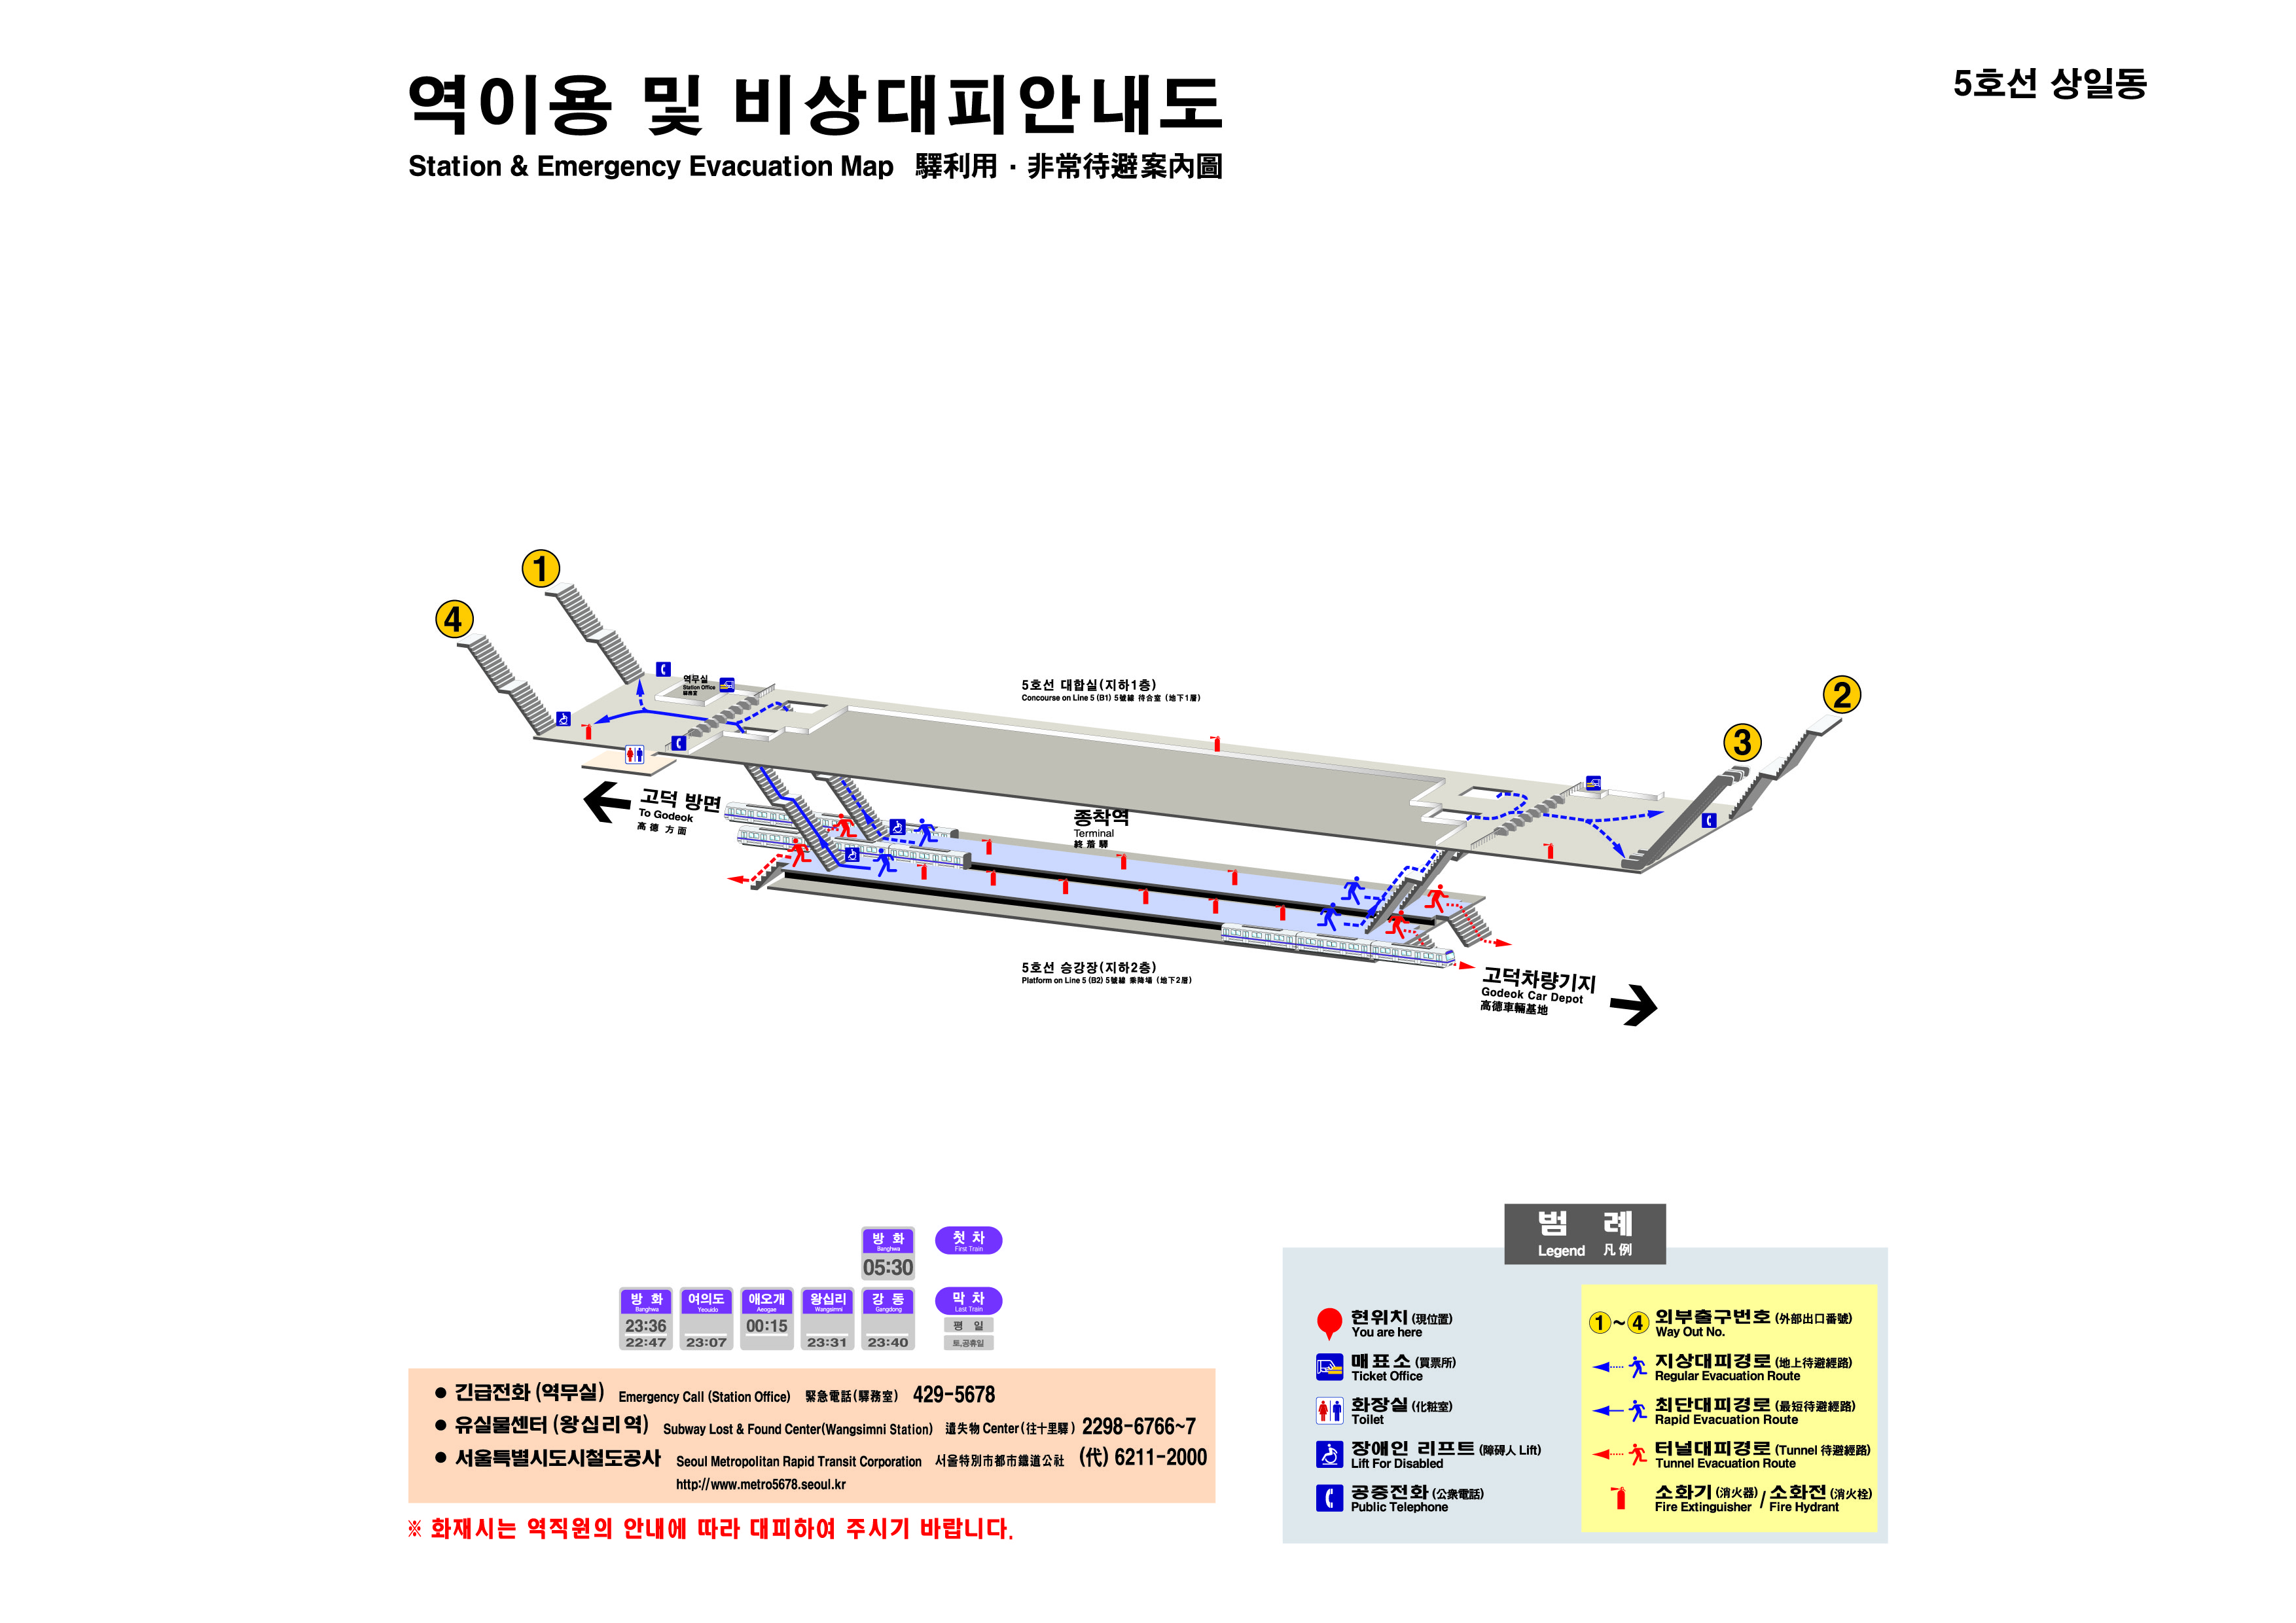 역이용 및 비상대피안내도
Station & Emergency Evacuation Map 驛利用 · 非常待避案內圖
5호선 상일동
1
4
2
3
역무실
Station Office
驛務室
5호선 대합실(지하1층)
Concourse on Line 5 (B1) 5號線 待合室 (地下1層)
고덕 방면
To Godeok
高德 方面
종착역
Terminal
終着驛
5호선 승강장(지하2층)
Platform on Line 5 (B2) 5號線 乘降場 (地下2層)
고덕차량기지
Godeok Car Depot
高德車輛基地
방 화
Banghwa
05:30
첫 차
First Train
방 화 여의도 애오개 왕십리 강 동 막 차
Banghwa Yeouido Aeogae Wangsimni Gangdong Last Train
23:36 00:15 평 일
22:47 23:07 23:31 23:40 토,공휴일
● 긴급전화 (역무실) Emergency Call (Station Office) 緊急電話(驛務室) 429-5678
● 유실물센터 (왕십리역) Subway Lost & Found Center(Wangsimni Station) 遺失物 Center(往十里驛) 2298-6766~7
● 서울특별시도시철도공사 Seoul Metropolitan Rapid Transit Corporation 서울特別市都市鐵道公社 (代) 6211-2000
http://www.metro5678.seoul.kr
※ 화재시는 역직원의 안내에 따라 대피하여 주시기 바랍니다.
범 례
Legend 凡例
현위치 (現位置)
You are here
매표소 (買票所)
Ticket Office
화장실 (化粧室)
Toilet
장애인 리프트 (障碍人 Lift)
Lift For Disabled
공중전화 (公衆電話)
Public Telephone
1~4 외부출구번호 (外部出口番號)
Way Out No.
지상대피경로 (地上待避經路)
Regular Evacuation Route
최단대피경로 (最短待避經路)
Rapid Evacuation Route
터널대피경로 (Tunnel 待避經路)
Tunnel Evacuation Route
소화기 (消火器) / 소화전 (消火栓)
Fire Extinguisher / Fire Hydrant